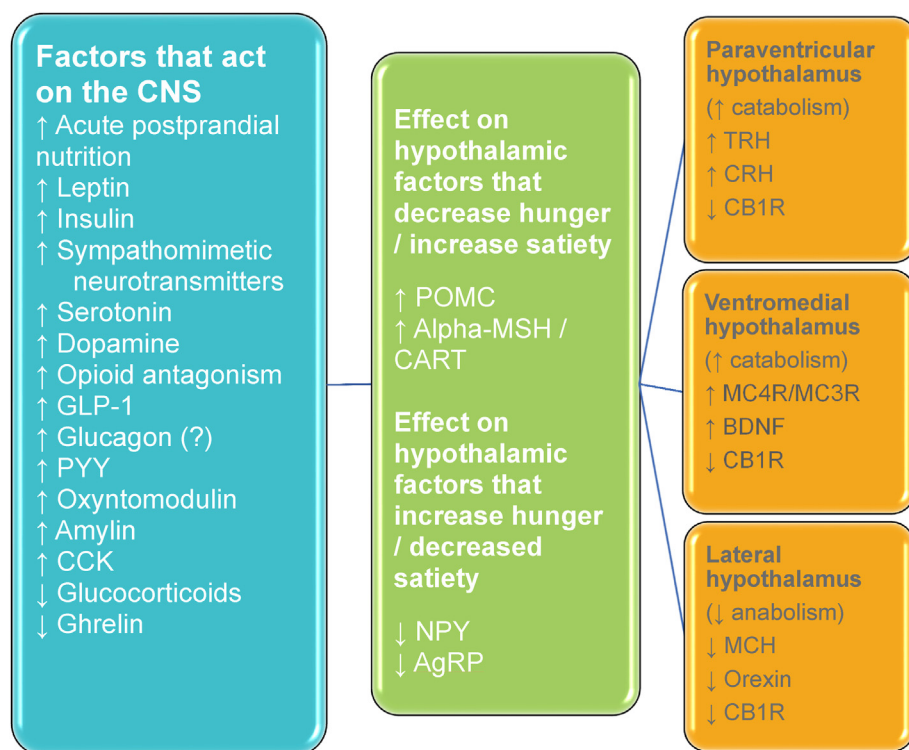 Factors that act
on the CNS
↑ Acute postprandial
nutrition
↑ Leptin
↑ Insulin
↑ Sympathomimetic
neurotransmitters
↑ Serotonin
↑ Dopamine
↑ Opioid antagonism
↑ GLP-1
↑ Glucagon (?)
↑ PYY
↑ Oxyntomodulin
↑ Amylin
↑ CCK
↓ Glucocorticoids
↓ Ghrelin
Effect on
hypothalamic
factors that
decrease hunger
/ increase satiety
↑ POMC
↑ Alpha-MSH /
CART
Effect on
hypothalamic
factors that
increase hunger
/ decreased
satiety
↓ NPY
↓ AgRP
Paraventricular
hypothalamus
(↑ catabolism)
↑ TRH
↑ CRH
↓ CB1R
Ventromedial
hypothalamus
(↑ catabolism)
↑ MC4R/MC3R
↑ BDNF
↓ CB1R
Lateral
hypothalamus
(↓ anabolism)
↓ MCH
↓ Orexin
↓ CB1R